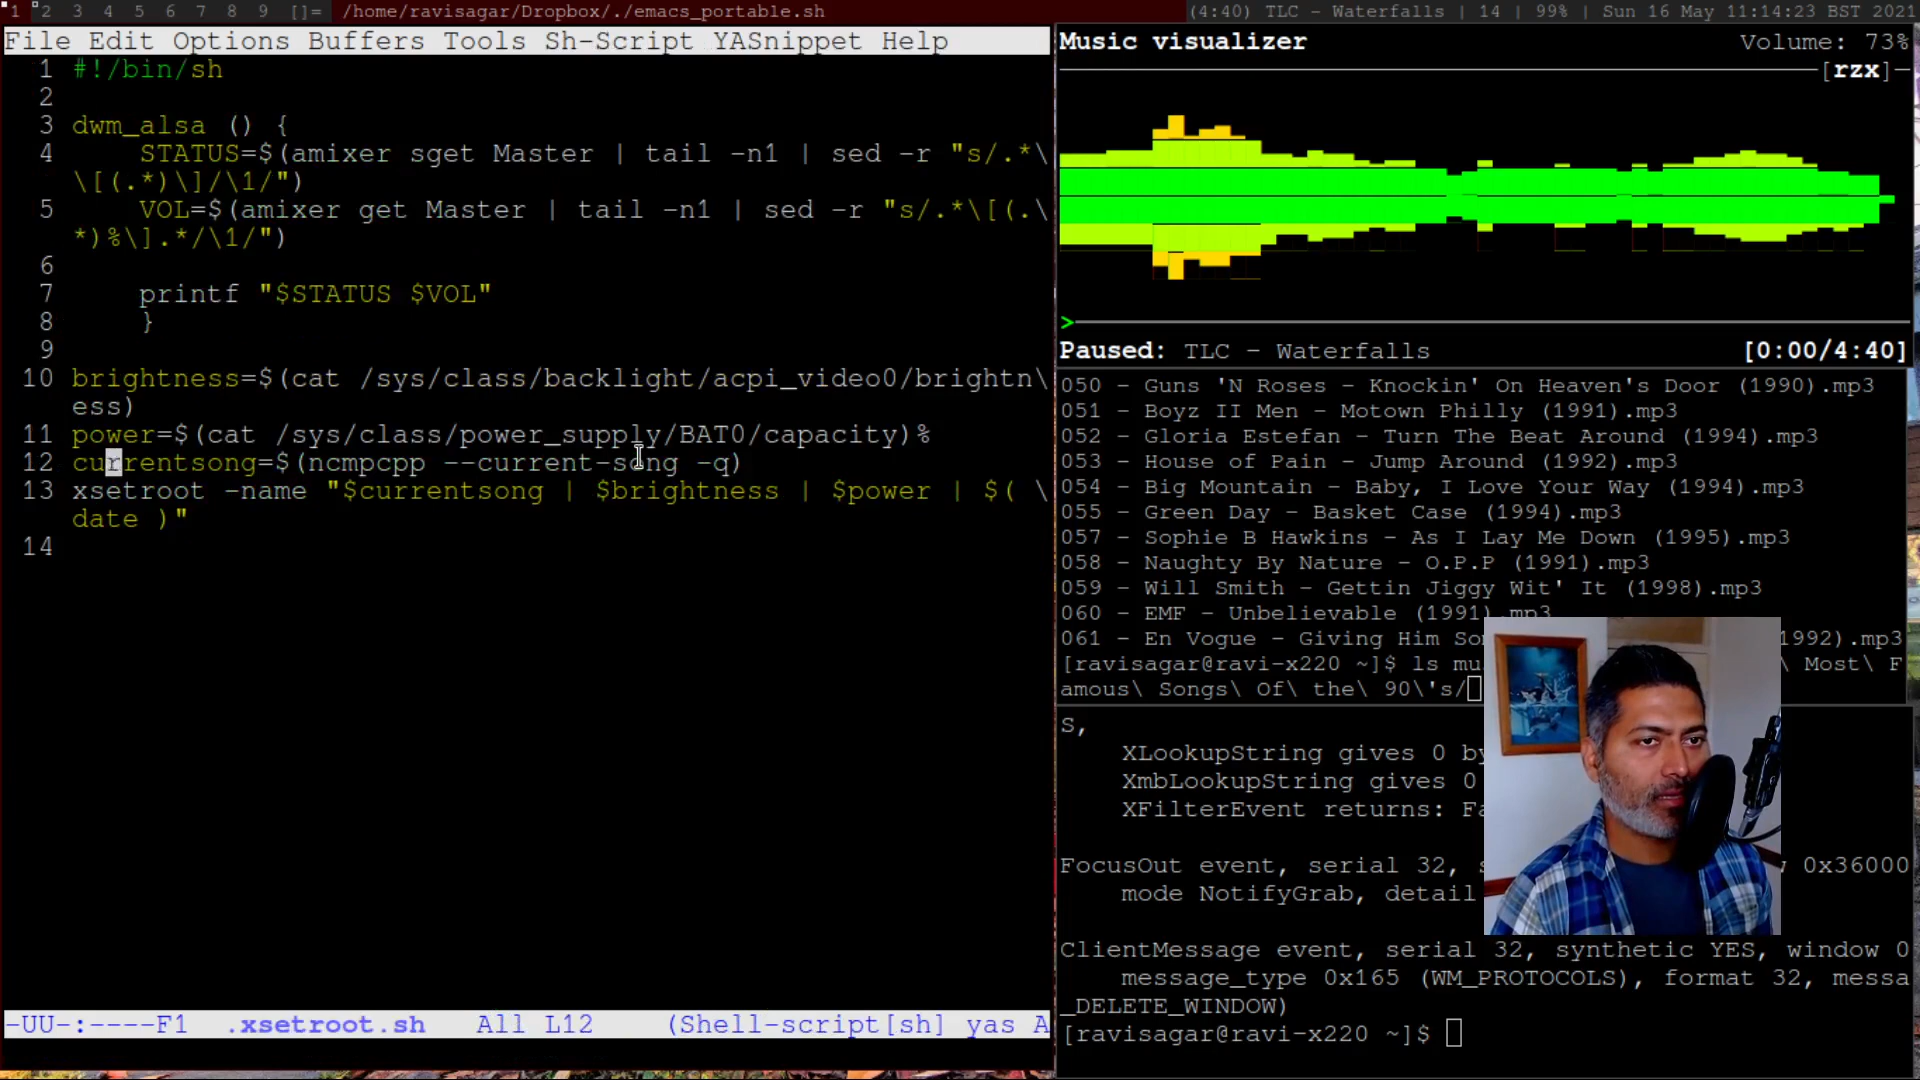 1 2 3 4 5 6 7 8 9 []= /home/ravisagar/Dropbox/./emacs_portable.sh (4:40) TLC - Waterfalls | 14 | 99% | Sun 16 May 11:14:23 BST 2021
File Edit Options Buffers Tools Sh-Script YASnippet Help
1 #!/bin/sh
2
3 dwm_alsa () {
4     STATUS=$(amixer sget Master | tail -n1 | sed -r "s/.*\
\[(.*)\]/\1/")
5     VOL=$(amixer get Master | tail -n1 | sed -r "s/.*\[(.\
*)%\].*/\1/")
6
7     printf "$STATUS $VOL"
8     }
9
10 brightness=$(cat /sys/class/backlight/acpi_video0/brightn\
ess)
11 power=$(cat /sys/class/power_supply/BAT0/capacity)%
12 currentsong=$(ncmpcpp --current-song -q)
13 xsetroot -name "$currentsong | $brightness | $power | $( \
date )"
14
-UU-:----F1  .xsetroot.sh   All L12    (Shell-script[sh] yas A
Music visualizer Volume: 73%
[rzx]
>
Paused: TLC - Waterfalls [0:00/4:40]
050 - Guns 'N Roses - Knockin' On Heaven's Door (1990).mp3
051 - Boyz II Men - Motown Philly (1991).mp3
052 - Gloria Estefan - Turn The Beat Around (1994).mp3
053 - House of Pain - Jump Around (1992).mp3
054 - Big Mountain - Baby, I Love Your Way (1994).mp3
055 - Green Day - Basket Case (1994).mp3
057 - Sophie B Hawkins - As I Lay Me Down (1995).mp3
058 - Naughty By Nature - O.P.P (1991).mp3
059 - Will Smith - Gettin Jiggy Wit' It (1998).mp3
060 - EMF - Unbelievable (1991).mp3
061 - En Vogue - Giving Him 1992).mp3
[ravisagar@ravi-x220 ~]$ ls mu \ Most\ F
amous\ Songs\ Of\ the\ 90\'s/
S,
XLookupString gives 0 by
XmbLookupString gives 0
XFilterEvent returns:
FocusOut event, serial 32, 0x36000
mode NotifyGrab, detail
ClientMessage event, serial 32, synthetic YES, window 0
message_type 0x165 (WM_PROTOCOLS), format 32, messa
_DELETE_WINDOW)
[ravisagar@ravi-x220 ~]$